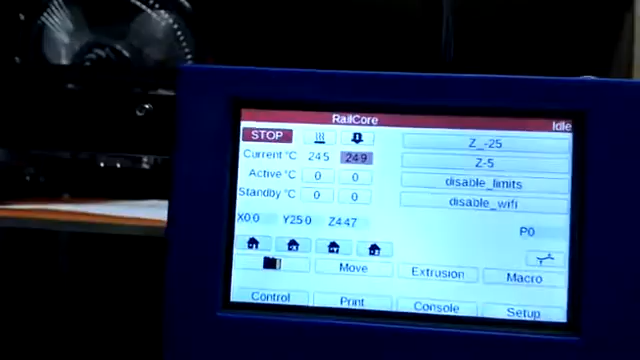 RailCore Idle
STOP
Z_-25
Current °C 24.5 24.9
Z-5
Active °C 0 0
disable_limits
Standby °C 0 0
disable_wifi
X0.0 Y25.0 Z4.47
P0
Move Extrusion Macro
Control Print Console Setup